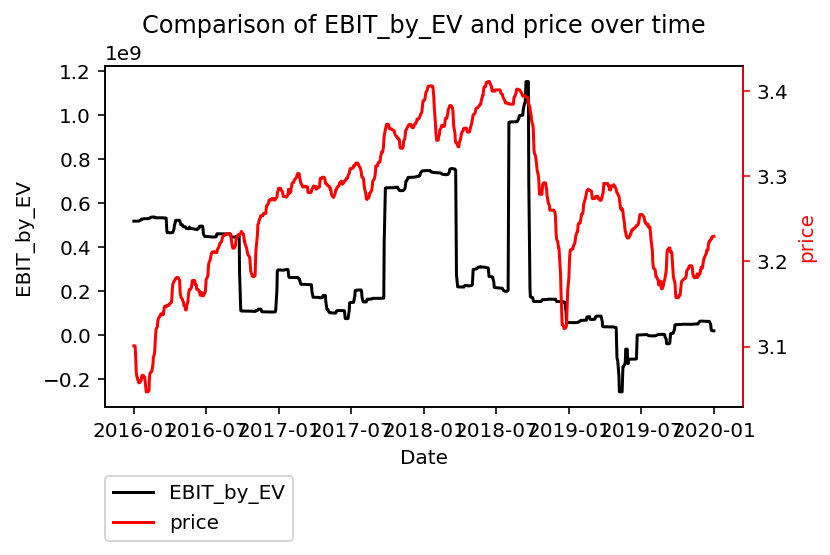 Comparison of EBIT_by_EV and price over time
1e9
1.2
1.0
0.8
0.6
0.4
0.2
0.0
−0.2
EBIT_by_EV
3.4
3.3
3.2
3.1
price
2016-01 2016-07 2017-01 2017-07 2018-01 2018-07 2019-01 2019-07 2020-01
Date
EBIT_by_EV
price